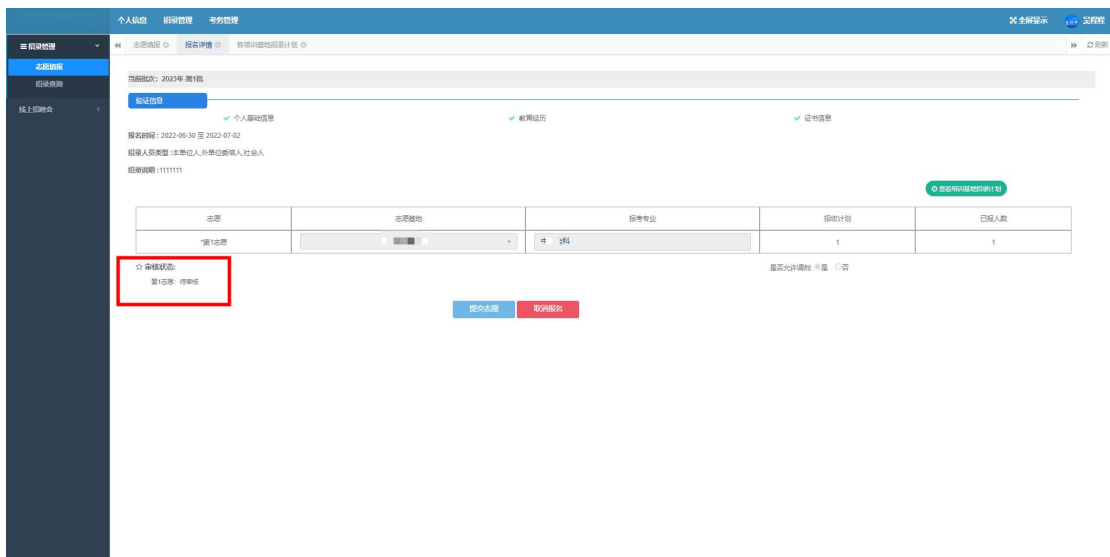 个人信息 招录管理 考务管理 全屏显示 吴程程
招录管理 志愿填报 报名详情 各培训基地招录计划 刷新
志愿填报
招录查询
线上招聘会
当前批次: 2023年-第1批
验证信息
个人基础信息 教育经历 证书信息
报名时间 : 2022-06-30 至 2022-07-02
招录人员类型 :本单位人,外单位委培人,社会人
招录说明 :1111111
查看培训基地招录计划
志愿 志愿基地 报考专业 招收计划 已报人数
*第1志愿 科 1 1
审核状态: 是否允许调剂: 是 否
第1志愿: 待审核
提交志愿 取消报名